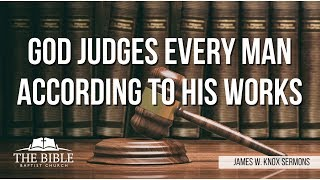 GOD JUDGES EVERY MAN
ACCORDING TO HIS WORKS
THE BIBLE
BAPTIST CHURCH
JAMES W. KNOX SERMONS